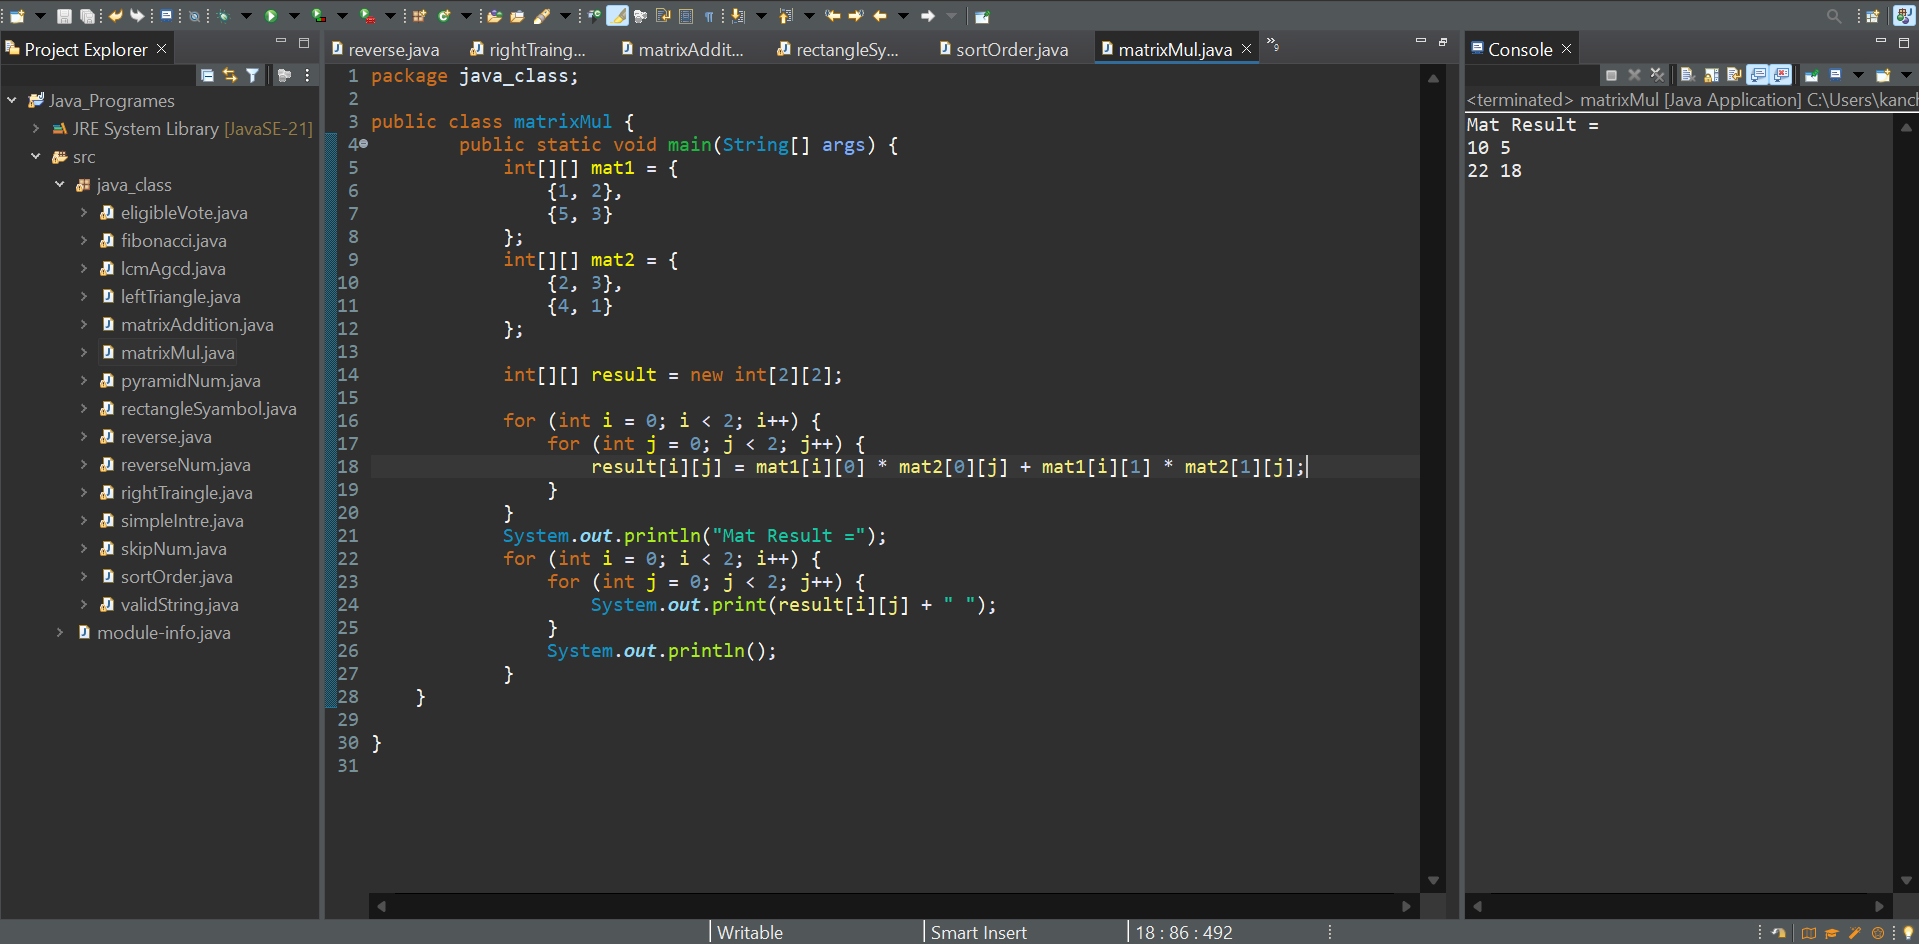 Project Explorer
Java_Programes
JRE System Library [JavaSE-21]
src
java_class
eligibleVote.java
fibonacci.java
lcmAgcd.java
leftTriangle.java
matrixAddition.java
matrixMul.java
pyramidNum.java
rectangleSyambol.java
reverse.java
reverseNum.java
rightTraingle.java
simpleIntre.java
skipNum.java
sortOrder.java
validString.java
module-info.java
reverse.java rightTraing... matrixAddit... rectangleSy... sortOrder.java matrixMul.java »9
1 package java_class;
2
3 public class matrixMul {
4 public static void main(String[] args) {
5 int[][] mat1 = {
6 {1, 2},
7 {5, 3}
8 };
9 int[][] mat2 = {
10 {2, 3},
11 {4, 1}
12 };
13
14 int[][] result = new int[2][2];
15
16 for (int i = 0; i < 2; i++) {
17 for (int j = 0; j < 2; j++) {
18 result[i][j] = mat1[i][0] * mat2[0][j] + mat1[i][1] * mat2[1][j];
19 }
20 }
21 System.out.println("Mat Result =");
22 for (int i = 0; i < 2; i++) {
23 for (int j = 0; j < 2; j++) {
24 System.out.print(result[i][j] + " ");
25 }
26 System.out.println();
27 }
28 }
29
30 }
31
Console
<terminated> matrixMul [Java Application] C:\Users\kanch
Mat Result =
10 5
22 18
Writable Smart Insert 18 : 86 : 492